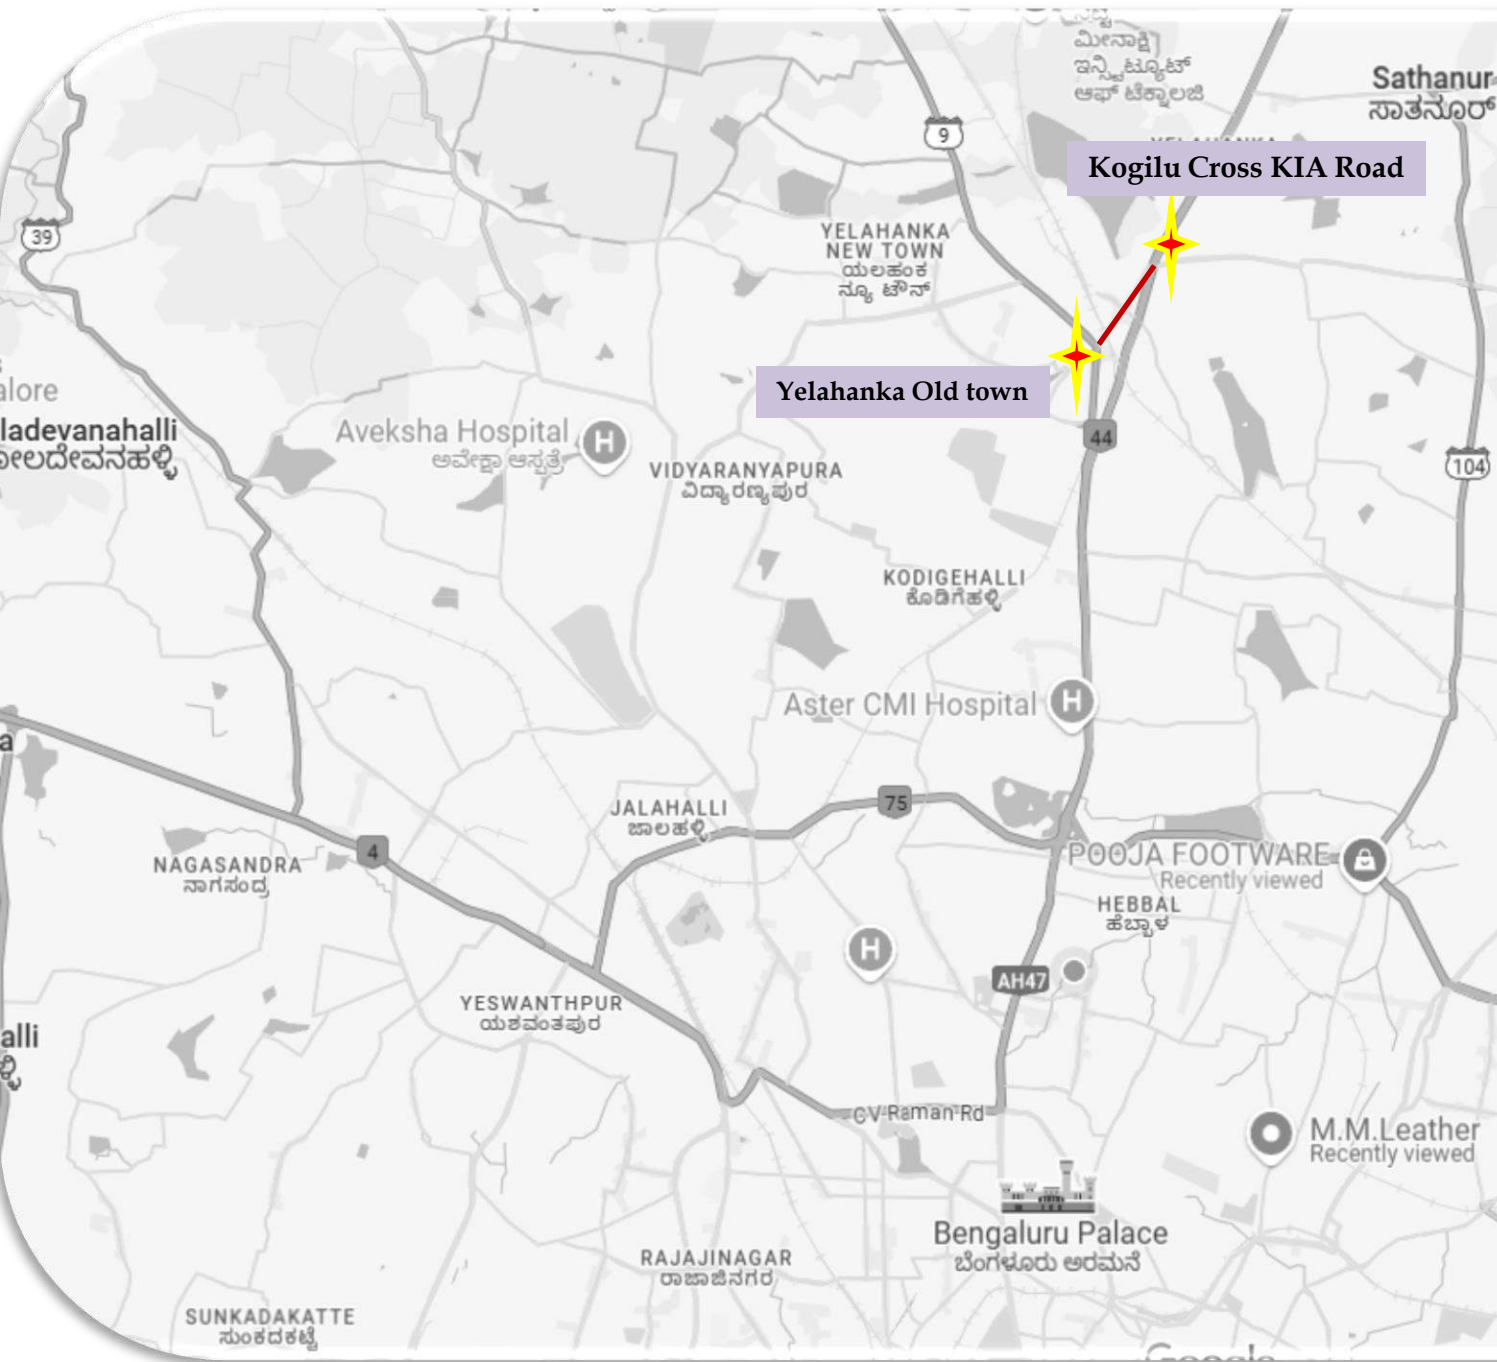 ಮೀನಾಕ್ಷಿ
ಇನ್ಸ್ಟಿಟ್ಯೂಟ್
ಆಫ್ ಟೆಕ್ನಾಲಜಿ
Sathanur
ಸಾತನೂರ್
9
Kogilu Cross KIA Road
39
YELAHANKA
NEW TOWN
ಯಲಹಂಕ
ನ್ಯೂ ಟೌನ್
Yelahanka Old town
alore
ladevanahalli
ೋಲದೇವನಹಳ್ಳಿ
Aveksha Hospital
ಅವೇಕ್ಷಾ ಆಸ್ಪತ್ರೆ
H
44
VIDYARANYAPURA
ವಿದ್ಯಾರಣ್ಯಪುರ
104
KODIGEHALLI
ಕೊಡಿಗೆಹಳ್ಳಿ
Aster CMI Hospital
H
a
JALAHALLI
ಜಾಲಹಳ್ಳಿ
75
4
NAGASANDRA
ನಾಗಸಂದ್ರ
POOJA FOOTWARE
Recently viewed
HEBBAL
ಹೆಬ್ಬಾಳ
H
AH47
YESWANTHPUR
ಯಶವಂತಪುರ
alli
ಳ್ಳಿ
CV Raman Rd
M.M.Leather
Recently viewed
Bengaluru Palace
ಬೆಂಗಳೂರು ಅರಮನೆ
RAJAJINAGAR
ರಾಜಾಜಿನಗರ
SUNKADAKATTE
ಸುಂಕದಕಟ್ಟೆ